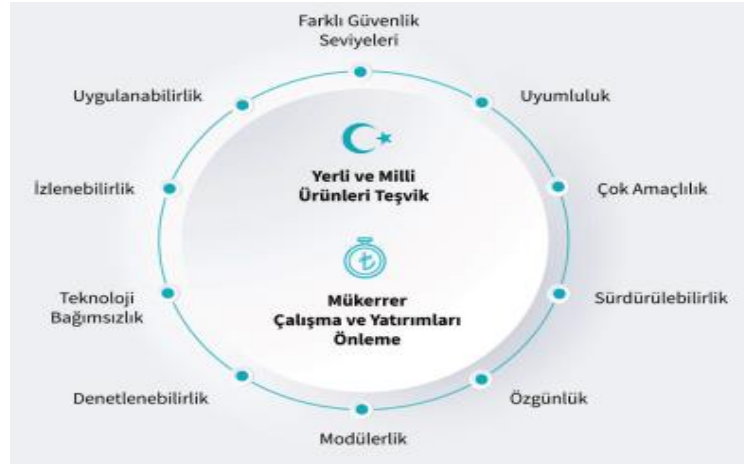 Farklı Güvenlik
Seviyeleri
Uygulanabilirlik
Uyumluluk
Yerli ve Milli
Ürünleri Teşvik
İzlenebilirlik
Çok Amaçlılık
Teknoloji
Bağımsızlık
Sürdürülebilirlik
Mükerrer
Çalışma ve Yatırımları
Önleme
Denetlenebilirlik
Özgünlük
Modülerlik